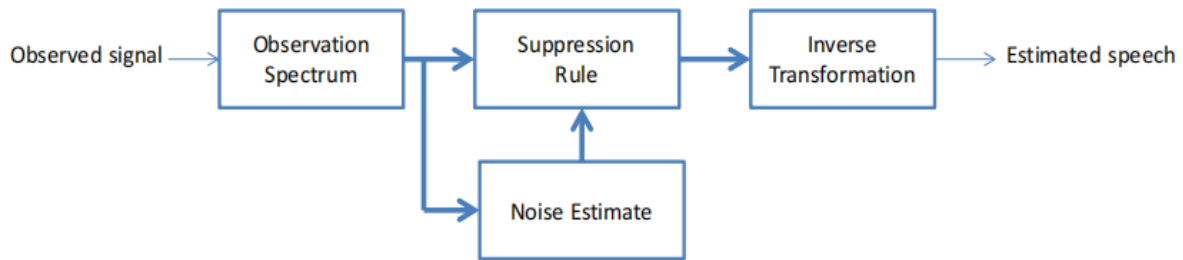 Observed signal
Observation
Spectrum
Suppression
Rule
Inverse
Transformation
Estimated speech
Noise Estimate